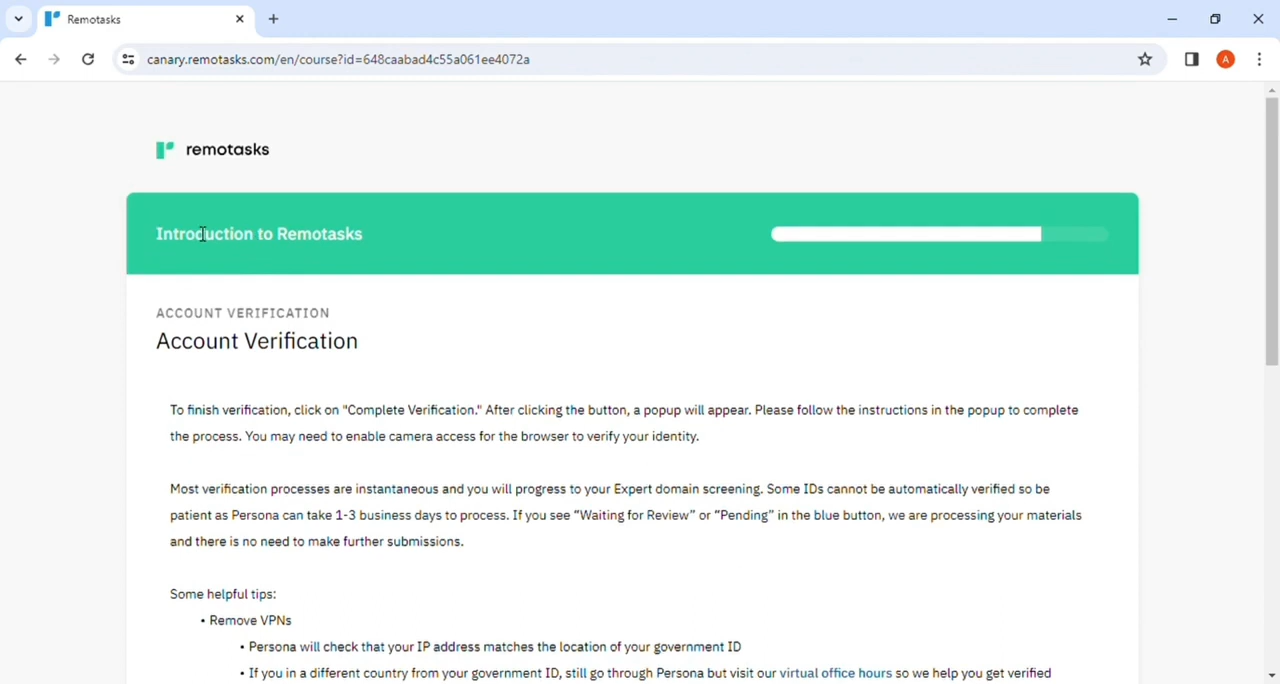 Remotasks
canary.remotasks.com/en/course?id=648caabad4c55a061ee4072a
A
remotasks
Introduction to Remotasks
ACCOUNT VERIFICATION
Account Verification
To finish verification, click on "Complete Verification." After clicking the button, a popup will appear. Please follow the instructions in the popup to complete
the process. You may need to enable camera access for the browser to verify your identity.
Most verification processes are instantaneous and you will progress to your Expert domain screening. Some IDs cannot be automatically verified so be
patient as Persona can take 1-3 business days to process. If you see “Waiting for Review” or “Pending” in the blue button, we are processing your materials
and there is no need to make further submissions.
Some helpful tips:
• Remove VPNs
• Persona will check that your IP address matches the location of your government ID
• If you in a different country from your government ID, still go through Persona but visit our virtual office hours so we help you get verified